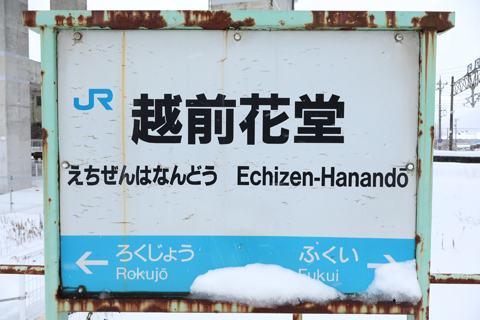 JR
越前花堂
えちぜんはなんどう Echizen-Hanandō
← ろくじょう ふくい →
Rokujō Fukui